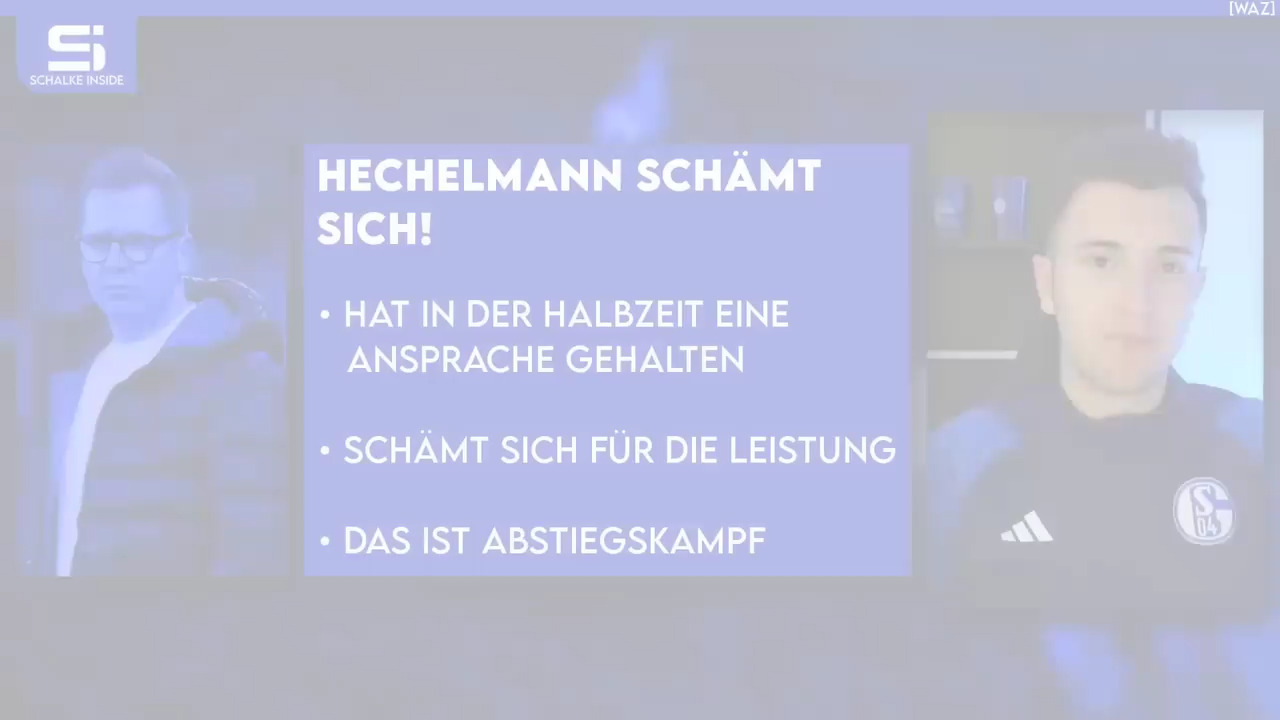 [WAZ]
SI
SCHALKE INSIDE
HECHELMANN SCHÄMT
SICH!
• HAT IN DER HALBZEIT EINE
ANSPRACHE GEHALTEN
• SCHÄMT SICH FÜR DIE LEISTUNG
• DAS IST ABSTIEGSKAMPF
S
04